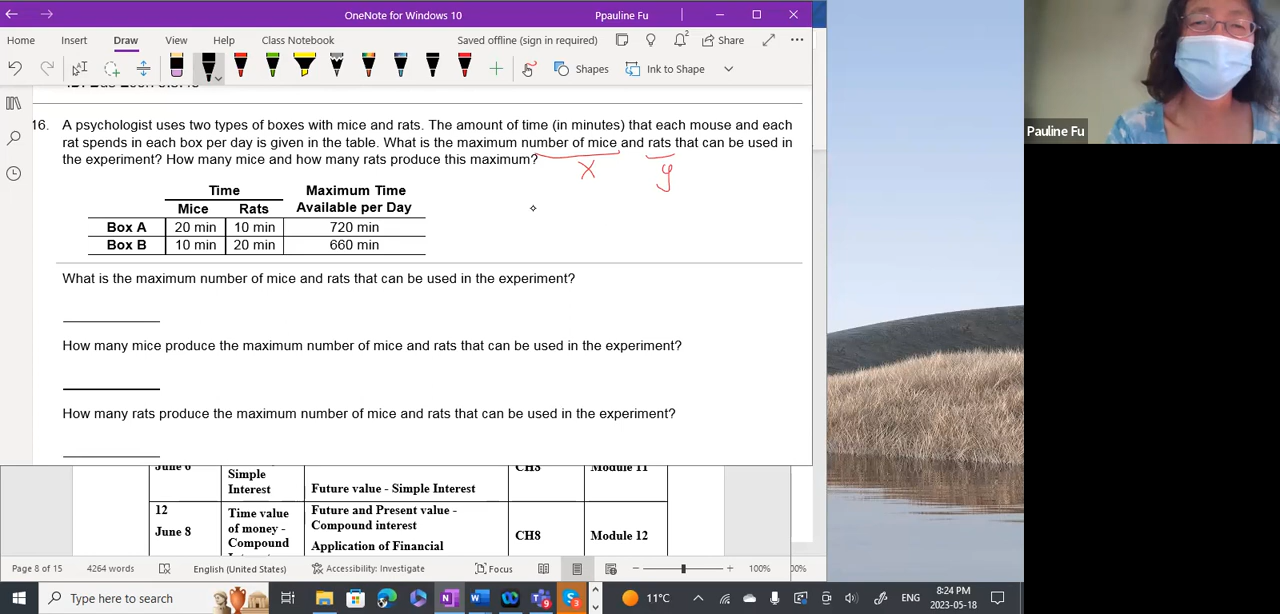 OneNote for Windows 10
Ppauline Fu
Home Insert Draw View Help Class Notebook Saved offline (sign in required) Share
Shapes Ink to Shape
16. A psychologist uses two types of boxes with mice and rats. The amount of time (in minutes) that each mouse and each
rat spends in each box per day is given in the table. What is the maximum number of mice and rats that can be used in
the experiment? How many mice and how many rats produce this maximum?
x y
Time Maximum Time
Mice Rats Available per Day
Box A 20 min 10 min 720 min
Box B 10 min 20 min 660 min
What is the maximum number of mice and rats that can be used in the experiment?
How many mice produce the maximum number of mice and rats that can be used in the experiment?
How many rats produce the maximum number of mice and rats that can be used in the experiment?
June 6 Simple CH8 Module 11
Interest Future value - Simple Interest
12 Time value Future and Present value -
June 8 of money - Compound interest CH8 Module 12
Compound Application of Financial
Page 8 of 15 4264 words English (United States) Accessibility: Investigate Focus 100% 00%
Type here to search 11°C ENG 8:24 PM
2023-05-18
Pauline Fu